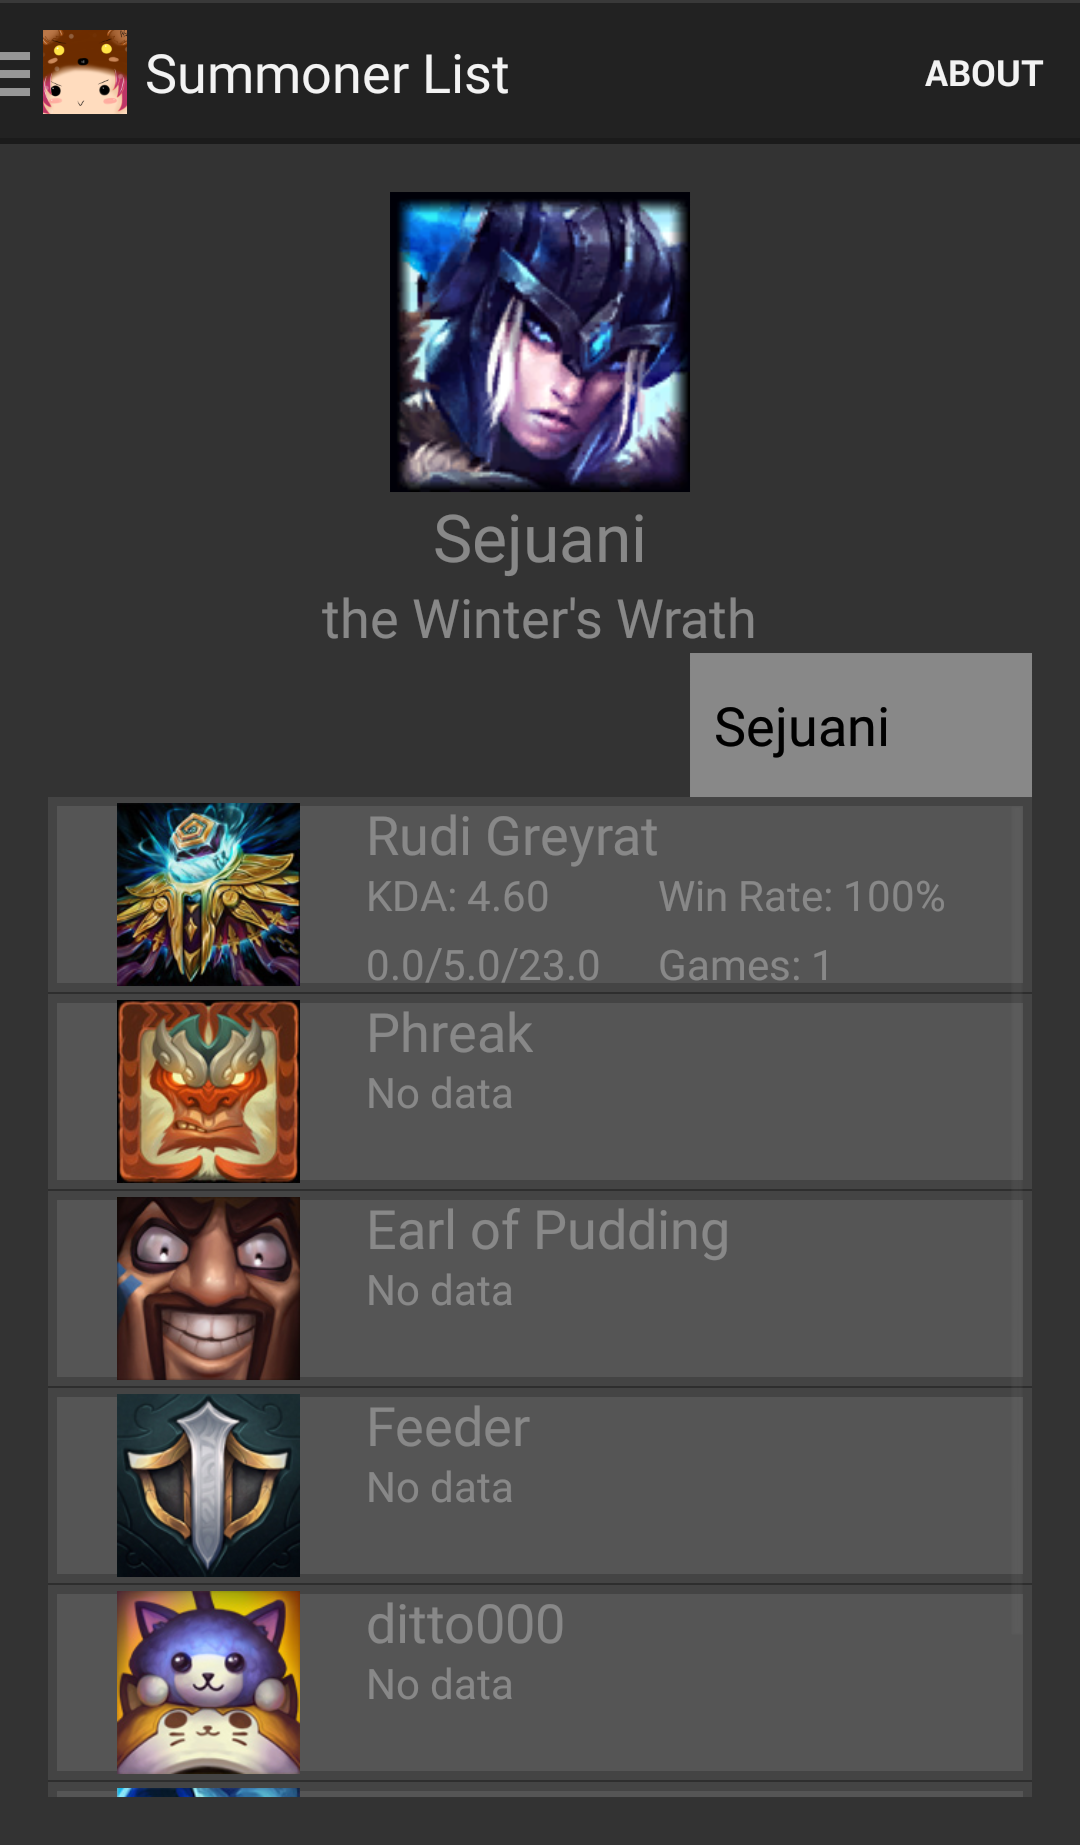 Summoner List
ABOUT
Sejuani
the Winter's Wrath
Sejuani
Rudi Greyrat
KDA: 4.60 Win Rate: 100%
0.0/5.0/23.0 Games: 1
Phreak
No data
Earl of Pudding
No data
Feeder
No data
ditto000
No data